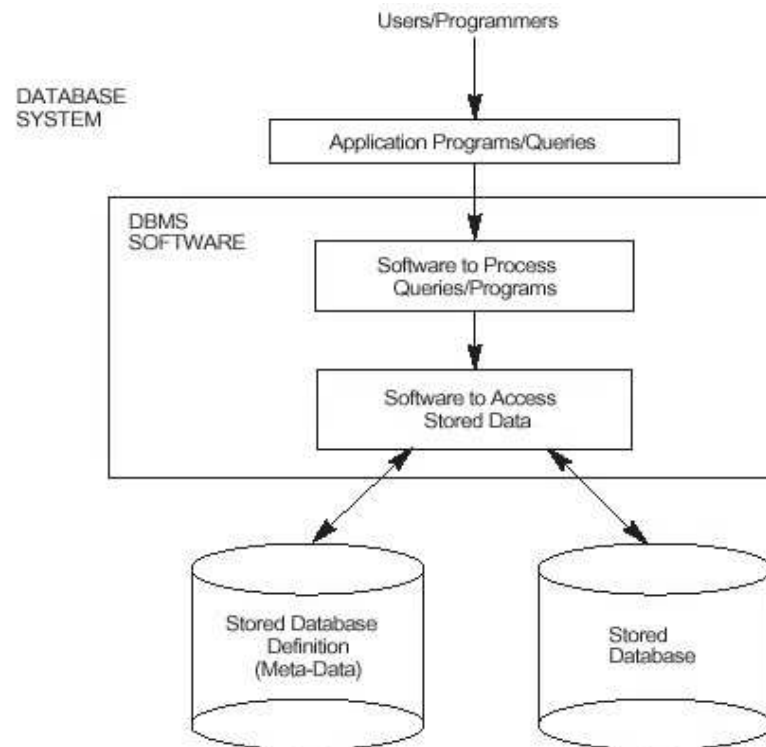 Users/Programmers
DATABASE
SYSTEM
Application Programs/Queries
DBMS
SOFTWARE
Software to Process
Queries/Programs
Software to Access
Stored Data
Stored Database
Definition
(Meta-Data)
Stored
Database